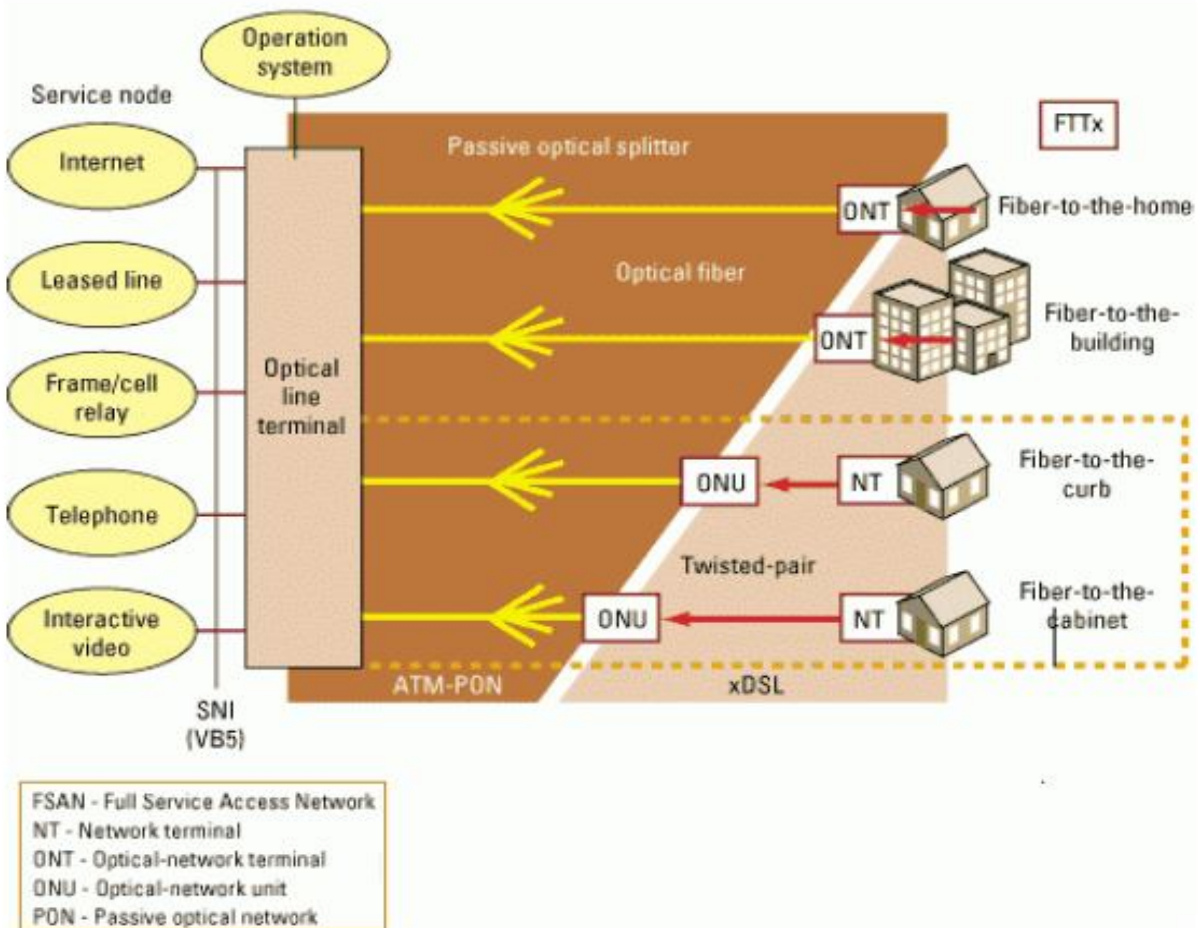 Operation
system
Service node
Internet
Leased line
Frame/cell
relay
Telephone
Interactive
video
SNI
(VB5)
Optical
line
terminal
Passive optical splitter
Optical fiber
ONT
ONT
ONU
NT
Twisted-pair
ONU
NT
ATM-PON
xDSL
FTTx
Fiber-to-the-home
Fiber-to-the-
building
Fiber-to-the-
curb
Fiber-to-the-
cabinet
FSAN - Full Service Access Network
NT - Network terminal
ONT - Optical-network terminal
ONU - Optical-network unit
PON - Passive optical network